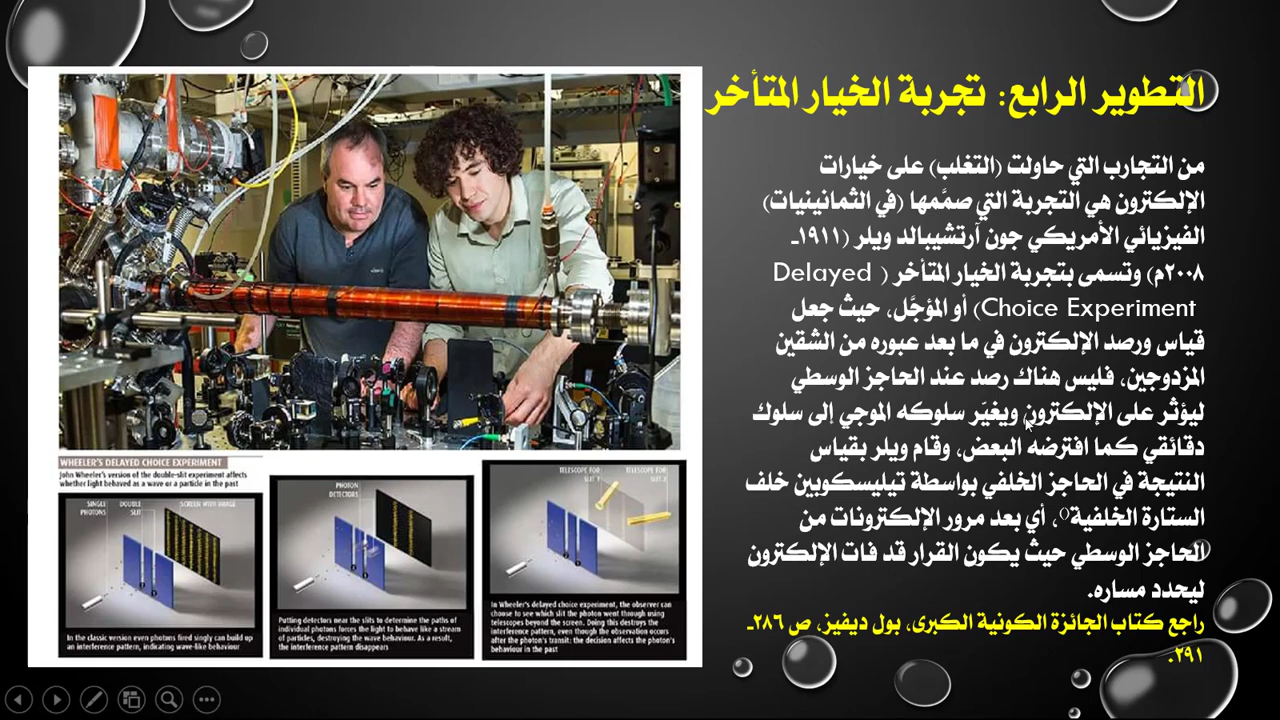 التطوير الرابع: تجربة الخيار المتأخر
من التجارب التي حاولت (التغلب) على خيارات
الإلكترون هي التجربة التي صمَّمها (في الثمانينيات)
الفيزيائي الأمريكي جون آرتشيبالد ويلر (١٩١١ـ
٢٠٠٨م) وتسمى بتجربة الخيار المتأخر ( Delayed
Choice Experiment) أو المؤجَّل، حيث جعل
قياس ورصد الإلكترون في ما بعد عبوره من الشقين
المزدوجين، فليس هناك رصد عند الحاجز الوسطي
ليؤثر على الإلكترون ويغيّر سلوكه الموجي إلى سلوك
دقائقي كما افترضه البعض، وقام ويلر بقياس
النتيجة في الحاجز الخلفي بواسطة تيليسكوبين خلف
الستارة الخلفية()، أي بعد مرور الإلكترونات من
الحاجز الوسطي حيث يكون القرار قد فات الإلكترون
ليحدد مساره.
راجع كتاب الجائزة الكونية الكبرى، بول ديفيز، ص ٢٨٦ـ
٢٩١.
WHEELER'S DELAYED CHOICE EXPERIMENT
John Wheeler's version of the double-slit experiment affects
whether light behaved as a wave or a particle in the past
SINGLE
PHOTONS
DOUBLE
SLIT
SCREEN WITH IMAGE
In the classic version even photons fired singly can build up
an interference pattern, indicating wave-like behaviour
PHOTON
DETECTORS
Putting detectors near the slits to determine the paths of
individual photons forces the light to behave like a stream
of particles, destroying the wave behaviour. As a result,
the interference pattern disappears
TELESCOPE FOR
SLIT 1
TELESCOPE FOR
SLIT 2
In Wheeler's delayed choice experiment, the observer can
choose to see which slit the photon went through using
telescopes beyond the screen. Doing this destroys the
interference pattern, even though the observation occurs
after the photon's transit: the decision affects the photon's
behaviour in the past